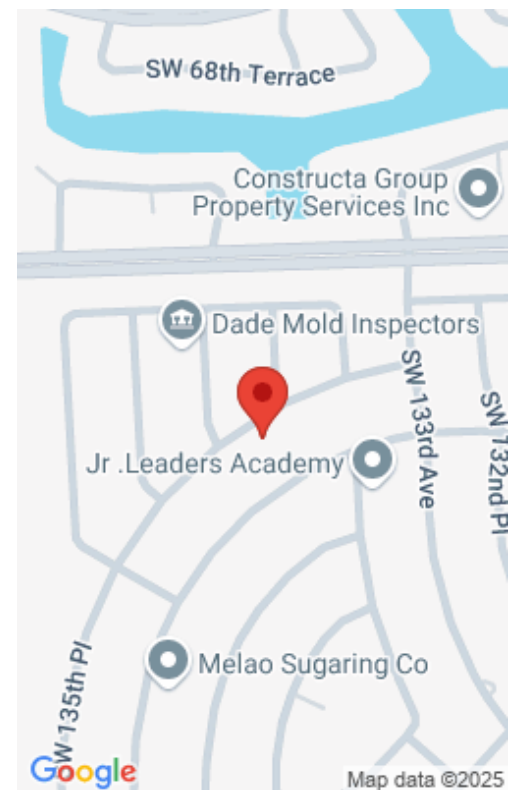 SW 68th Terrace
Constructa Group
Property Services Inc
Dade Mold Inspectors
SW 133rd Ave
SW 132nd Pl
Jr .Leaders Academy
Melao Sugaring Co
W 135th Pl
Google
Map data ©2025